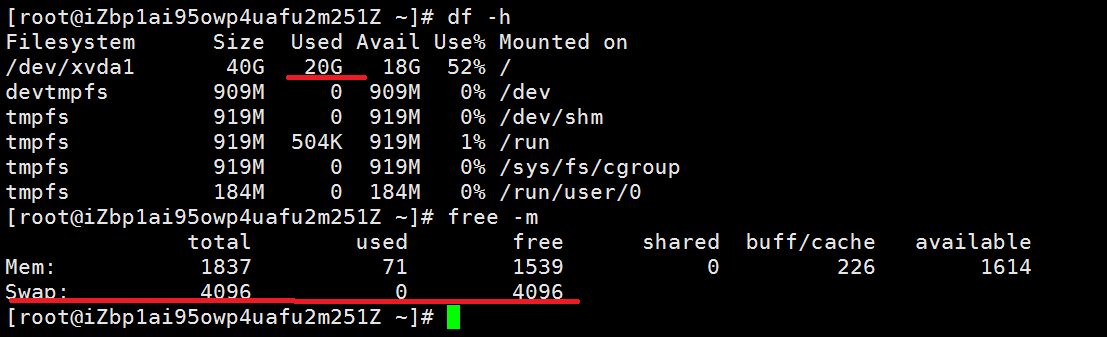 [root@iZbp1ai95owp4uafu2m251Z ~]# df -h
Filesystem      Size  Used Avail Use% Mounted on
/dev/xvda1       40G   20G   18G  52% /
devtmpfs        909M     0  909M   0% /dev
tmpfs           919M     0  919M   0% /dev/shm
tmpfs           919M  504K  919M   1% /run
tmpfs           919M     0  919M   0% /sys/fs/cgroup
tmpfs           184M     0  184M   0% /run/user/0
[root@iZbp1ai95owp4uafu2m251Z ~]# free -m
              total        used        free      shared  buff/cache   available
Mem:           1837          71        1539           0         226        1614
Swap:          4096           0        4096
[root@iZbp1ai95owp4uafu2m251Z ~]#